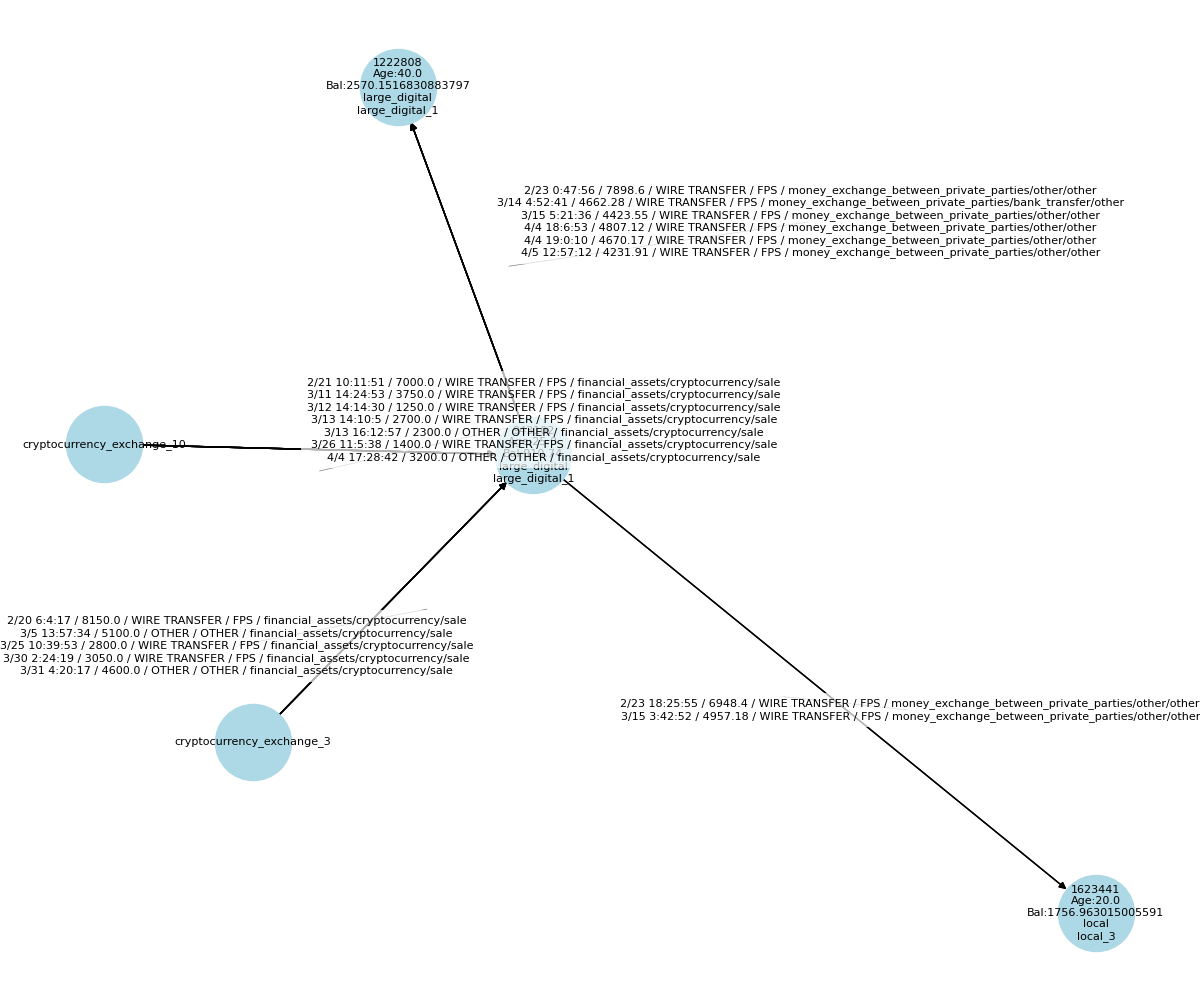 1222808
Age:40.0
Bal:2570.1516830883797
large_digital
large_digital_1
2/23 0:47:56 / 7898.6 / WIRE TRANSFER / FPS / money_exchange_between_private_parties/other/other
3/14 4:52:41 / 4662.28 / WIRE TRANSFER / FPS / money_exchange_between_private_parties/bank_transfer/other
3/15 5:21:36 / 4423.55 / WIRE TRANSFER / FPS / money_exchange_between_private_parties/other/other
4/4 18:6:53 / 4807.12 / WIRE TRANSFER / FPS / money_exchange_between_private_parties/other/other
4/4 19:0:10 / 4670.17 / WIRE TRANSFER / FPS / money_exchange_between_private_parties/other/other
4/5 12:57:12 / 4231.91 / WIRE TRANSFER / FPS / money_exchange_between_private_parties/other/other
2/21 10:11:51 / 7000.0 / WIRE TRANSFER / FPS / financial_assets/cryptocurrency/sale
3/11 14:24:53 / 3750.0 / WIRE TRANSFER / FPS / financial_assets/cryptocurrency/sale
3/12 14:14:30 / 1250.0 / WIRE TRANSFER / FPS / financial_assets/cryptocurrency/sale
3/13 14:10:5 / 2700.0 / WIRE TRANSFER / FPS / financial_assets/cryptocurrency/sale
3/13 16:12:57 / 2300.0 / OTHER / OTHER / financial_assets/cryptocurrency/sale
3/26 11:5:38 / 1400.0 / WIRE TRANSFER / FPS / financial_assets/cryptocurrency/sale
4/4 17:28:42 / 3200.0 / OTHER / OTHER / financial_assets/cryptocurrency/sale
cryptocurrency_exchange_10
large_digital
large_digital_1
2/20 6:4:17 / 8150.0 / WIRE TRANSFER / FPS / financial_assets/cryptocurrency/sale
3/5 13:57:34 / 5100.0 / OTHER / OTHER / financial_assets/cryptocurrency/sale
3/25 10:39:53 / 2800.0 / WIRE TRANSFER / FPS / financial_assets/cryptocurrency/sale
3/30 2:24:19 / 3050.0 / WIRE TRANSFER / FPS / financial_assets/cryptocurrency/sale
3/31 4:20:17 / 4600.0 / OTHER / OTHER / financial_assets/cryptocurrency/sale
cryptocurrency_exchange_3
2/23 18:25:55 / 6948.4 / WIRE TRANSFER / FPS / money_exchange_between_private_parties/other/other
3/15 3:42:52 / 4957.18 / WIRE TRANSFER / FPS / money_exchange_between_private_parties/other/other
1623441
Age:20.0
Bal:1756.963015005591
local
local_3